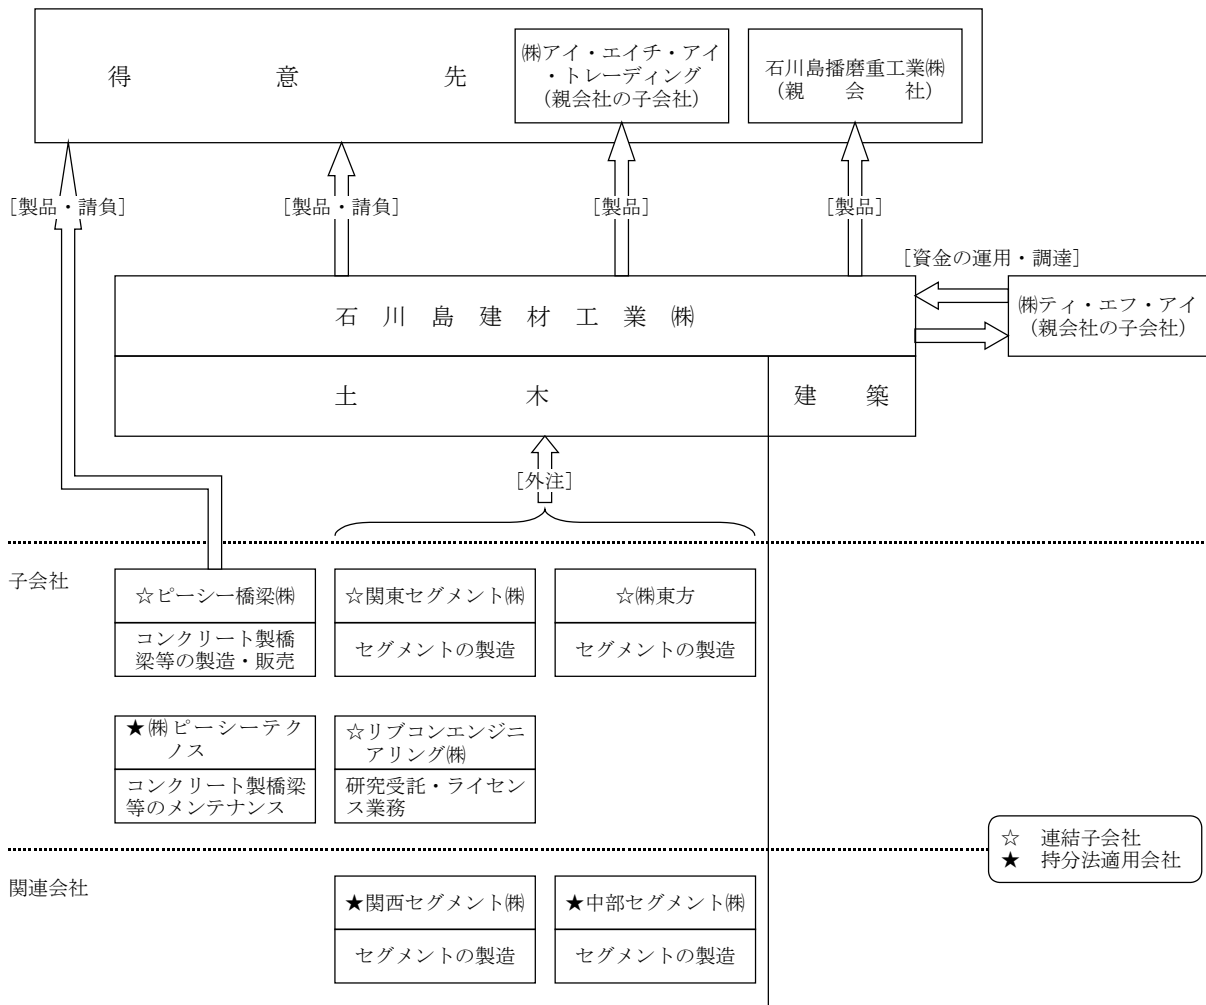 得意先
㈱アイ・エイチ・アイ
・トレーディング
(親会社の子会社)
石川島播磨重工業㈱
(親会社)
[製品・請負]
[製品・請負]
[製品]
[製品]
[資金の運用・調達]
石川島建材工業㈱
㈱ティ・エフ・アイ
(親会社の子会社)
土木
建築
[外注]
子会社
☆ピーシー橋梁㈱
コンクリート製橋
梁等の製造・販売
☆関東セグメント㈱
セグメントの製造
☆㈱東方
セグメントの製造
★㈱ピーシーテク
ノス
コンクリート製橋梁
等のメンテナンス
☆リブコンエンジニ
アリング㈱
研究受託・ライセン
ス業務
☆ 連結子会社
★ 持分法適用会社
関連会社
★関西セグメント㈱
セグメントの製造
★中部セグメント㈱
セグメントの製造